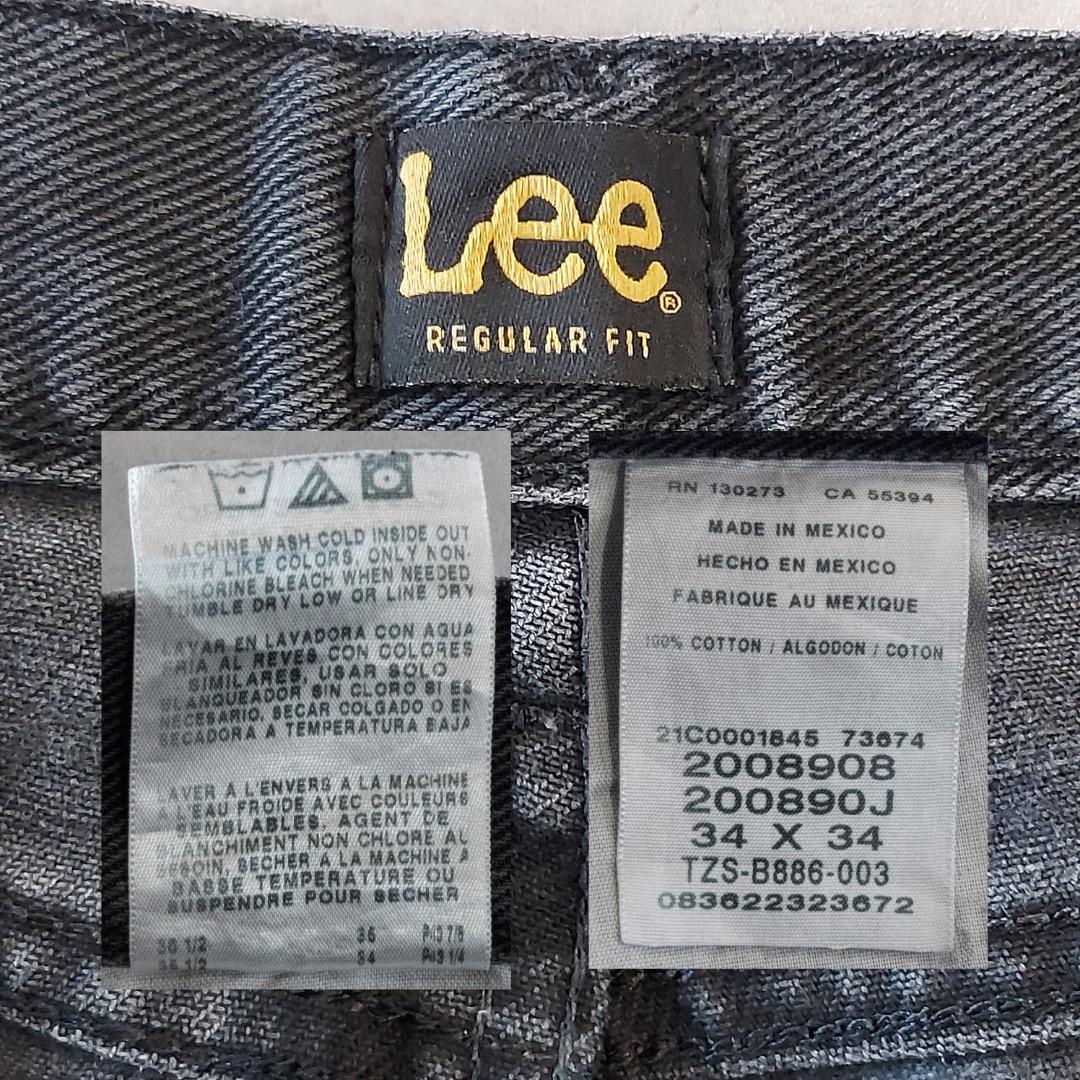 Lee®
REGULAR FIT
MACHINE WASH COLD INSIDE OUT
WITH LIKE COLORS, ONLY NON-
CHLORINE BLEACH WHEN NEEDED
TUMBLE DRY LOW OR LINE DRY
LAVAR EN LAVADORA CON AGUA
FRIA AL REVES CON COLORES
SIMILARES, USAR SOLO
BLANQUEADOR SIN CLORO SI ES
NECESARIO, SECAR COLGADO O EN
SECADORA A TEMPERATURA BAJA
LAVER A L'ENVERS A LA MACHINE
A L'EAU FROIDE AVEC COULEURS
SEMBLABLES. AGENT DE
BLANCHIMENT NON CHLORE AU
BESOIN, SECHER A LA MACHINE A
BASSE TEMPERATURE OU
SUSPENDRE POUR SECHER
36 1/2
RN 130273 CA 55394
MADE IN MEXICO
HECHO EN MEXICO
FABRIQUE AU MEXIQUE
100% COTTON / ALGODON / COTON
21C0001845 73674
2008908
200890J
34 X 34
TZS-B886-003
083622323672